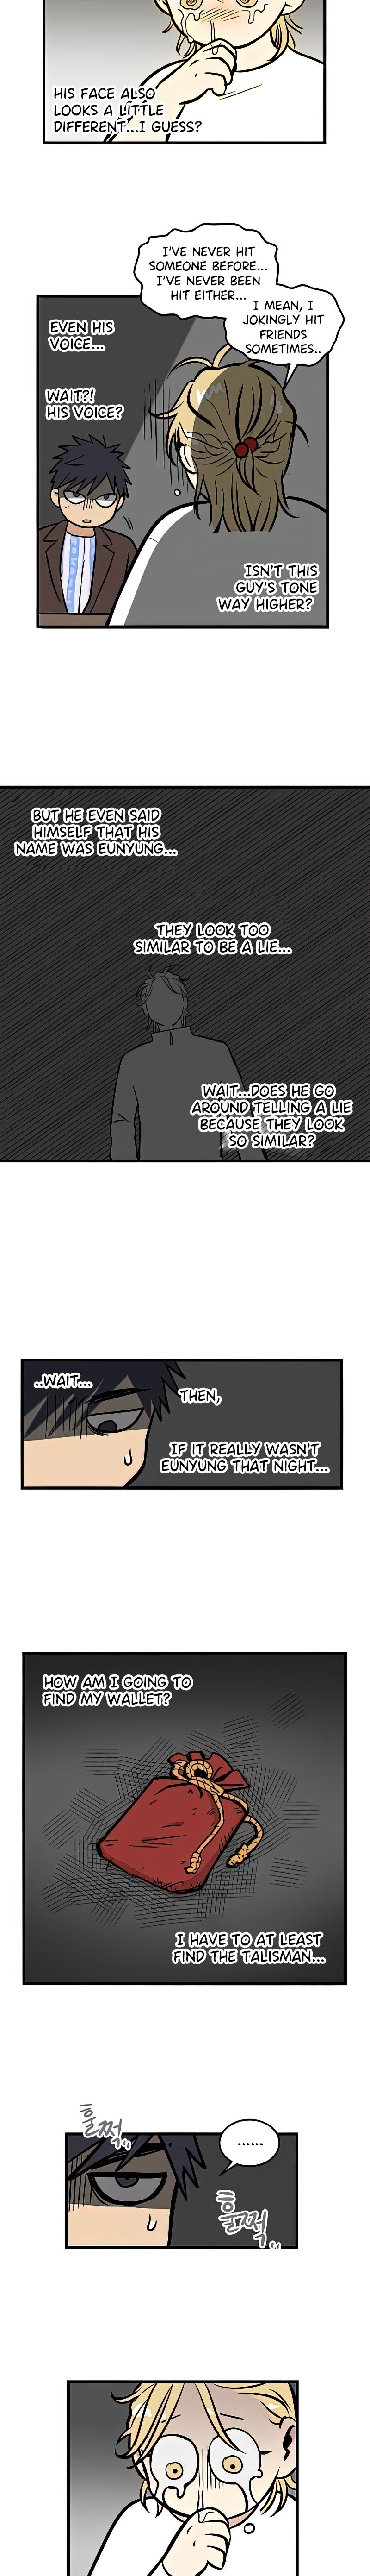 HIS FACE ALSO
LOOKS A LITTLE
DIFFERENT...I GUESS?
I'VE NEVER HIT
SOMEONE BEFORE...
I'VE NEVER BEEN
HIT EITHER...
I MEAN, I
JOKINGLY HIT
FRIENDS
SOMETIMES..
EVEN HIS
VOICE...
WAIT?!
HIS VOICE?
ISN'T THIS
GUY'S TONE
WAY HIGHER?
BUT HE EVEN SAID
HIMSELF THAT HIS
NAME WAS EUNYUNG...
THEY LOOK TOO
SIMILAR TO BE A LIE...
WAIT...DOES HE GO
AROUND TELLING A LIE
BECAUSE THEY LOOK
SO SIMILAR?
..WAIT...
THEN,
IF IT REALLY WASN'T
EUNYUNG THAT NIGHT...
HOW AM I GOING TO
FIND MY WALLET?
I HAVE TO AT LEAST
FIND THE TALISMAN...
훌쩍
......
훌쩍